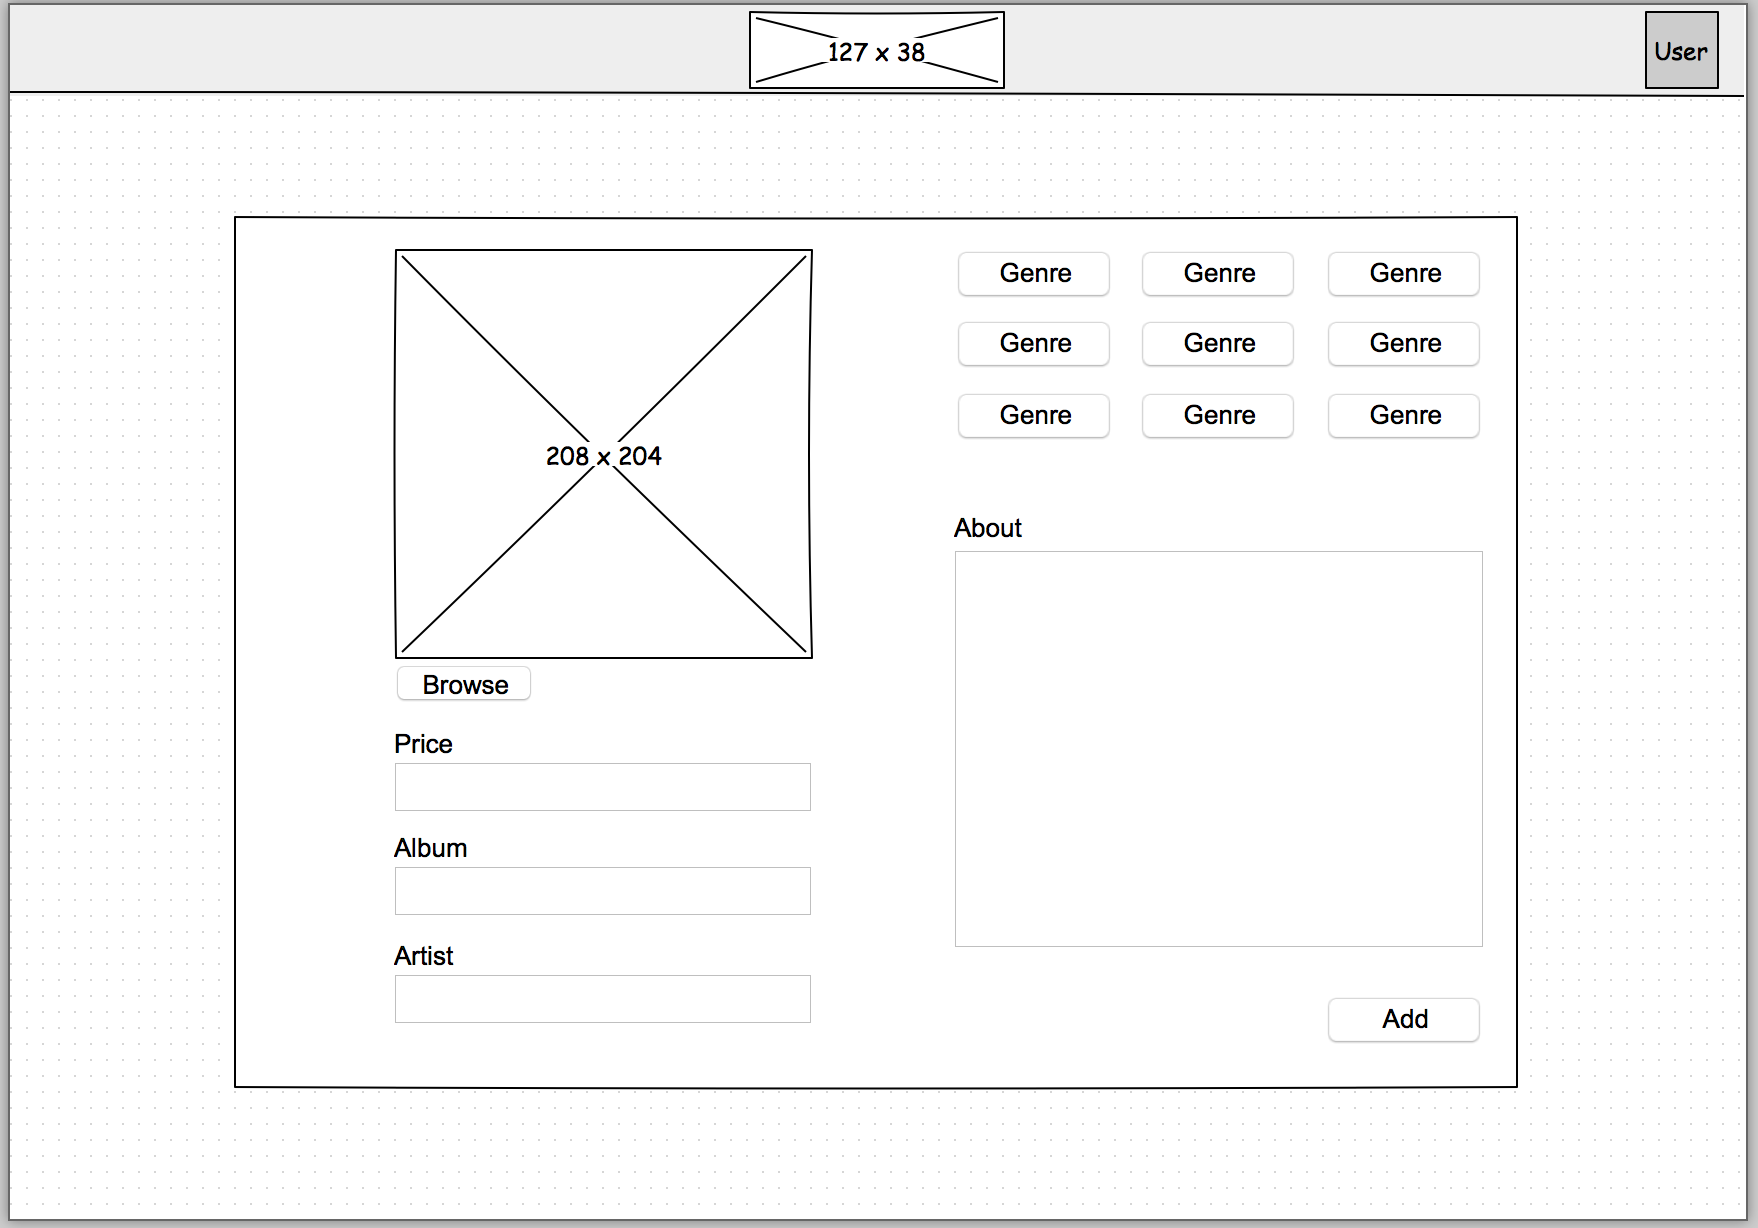 127 x 38
User
208 x 204
Browse
Price
Album
Artist
Genre Genre Genre
Genre Genre Genre
Genre Genre Genre
About
Add